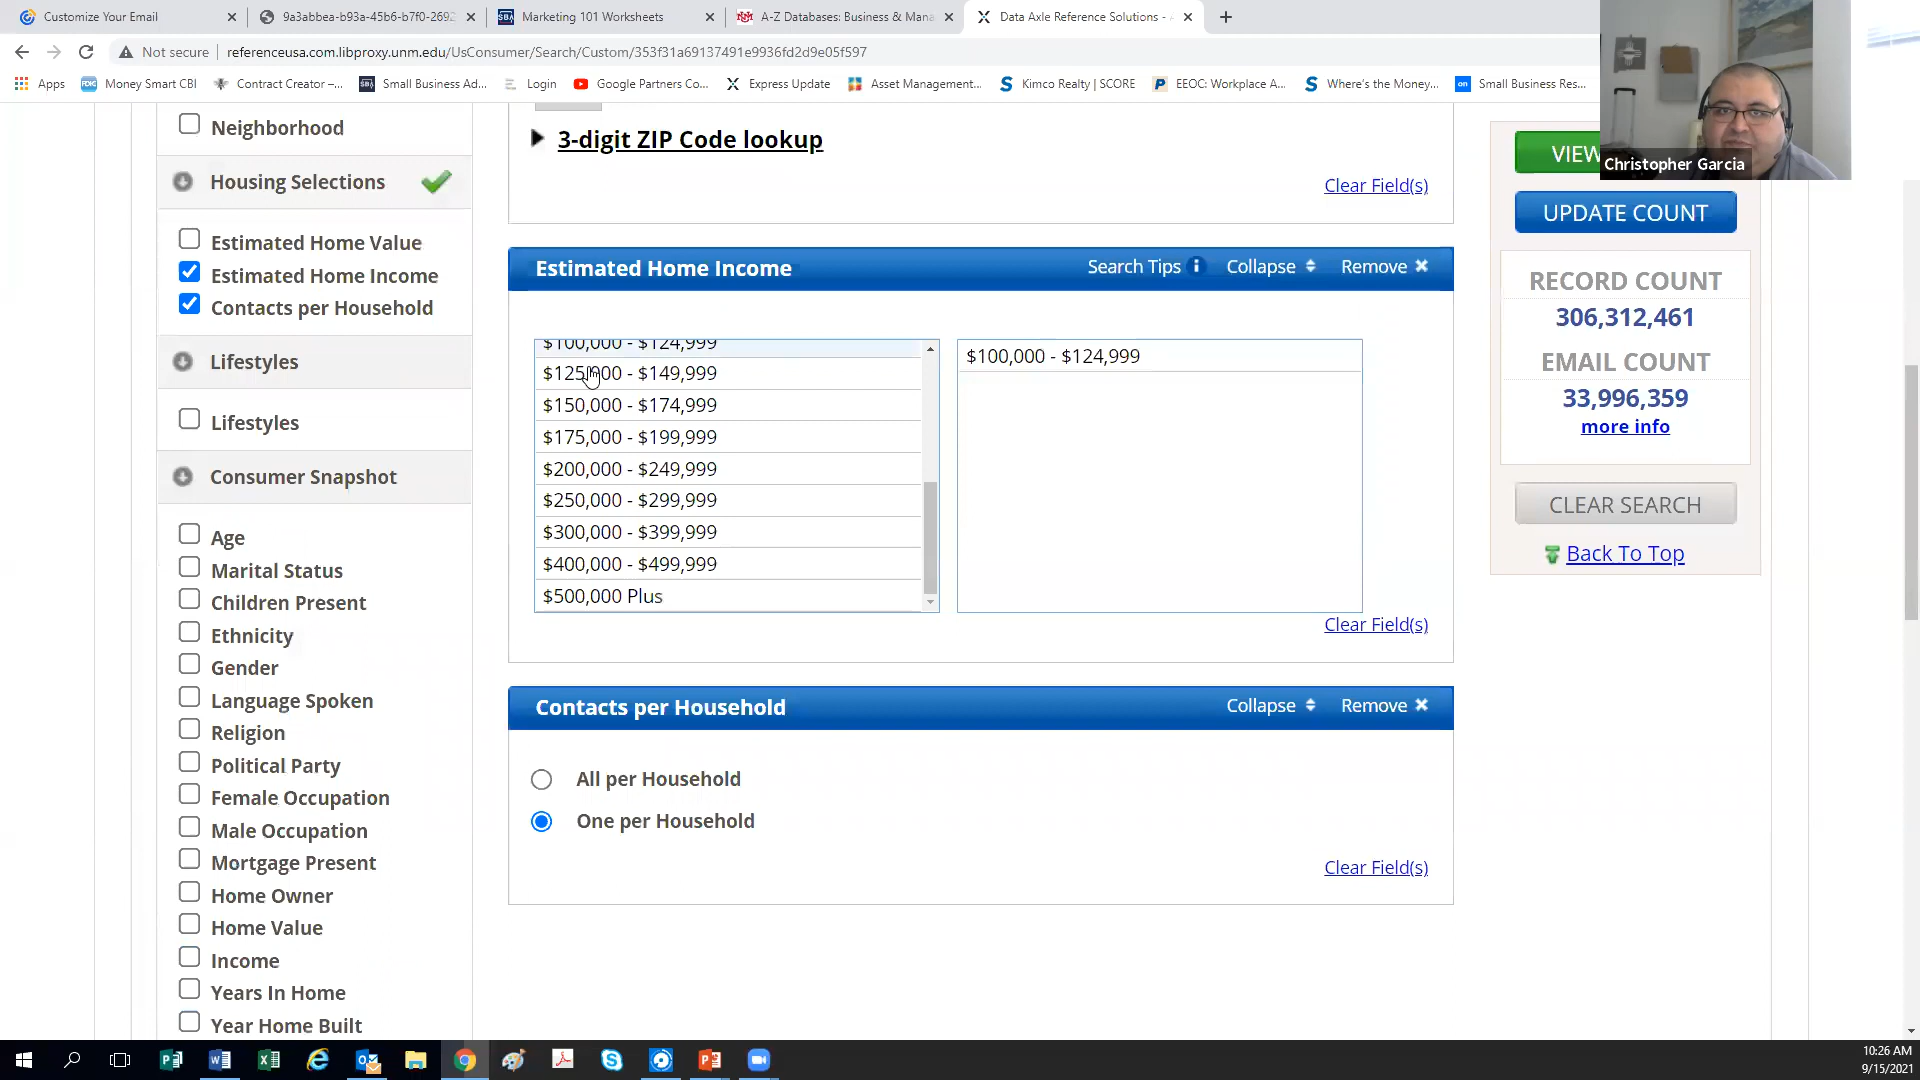 Customize Your Email
9a3abbea-b93a-45b6-b7f0-2692
Marketing 101 Worksheets
A-Z Databases: Business & Mana
Data Axle Reference Solutions -
Not secure
referenceusa.com.libproxy.unm.edu/UsConsumer/Search/Custom/353f31a69137491e9936fd2d9e05f597
Apps
Money Smart CBI
Contract Creator –...
Small Business Ad...
Login
Google Partners Co...
Express Update
Asset Management...
Kimco Realty | SCORE
EEOC: Workplace A...
Where's the Money...
Small Business Res...
Christopher Garcia
Neighborhood
Housing Selections
Estimated Home Value
Estimated Home Income
Contacts per Household
Lifestyles
Lifestyles
Consumer Snapshot
Age
Marital Status
Children Present
Ethnicity
Gender
Language Spoken
Religion
Political Party
Female Occupation
Male Occupation
Mortgage Present
Home Owner
Home Value
Income
Years In Home
Year Home Built
3-digit ZIP Code lookup
Clear Field(s)
Estimated Home Income
Search Tips
Collapse
Remove
$100,000 - $124,999
$125,000 - $149,999
$150,000 - $174,999
$175,000 - $199,999
$200,000 - $249,999
$250,000 - $299,999
$300,000 - $399,999
$400,000 - $499,999
$500,000 Plus
$100,000 - $124,999
Clear Field(s)
Contacts per Household
Collapse
Remove
All per Household
One per Household
Clear Field(s)
VIEW
UPDATE COUNT
RECORD COUNT
306,312,461
EMAIL COUNT
33,996,359
more info
CLEAR SEARCH
Back To Top
10:26 AM
9/15/2021